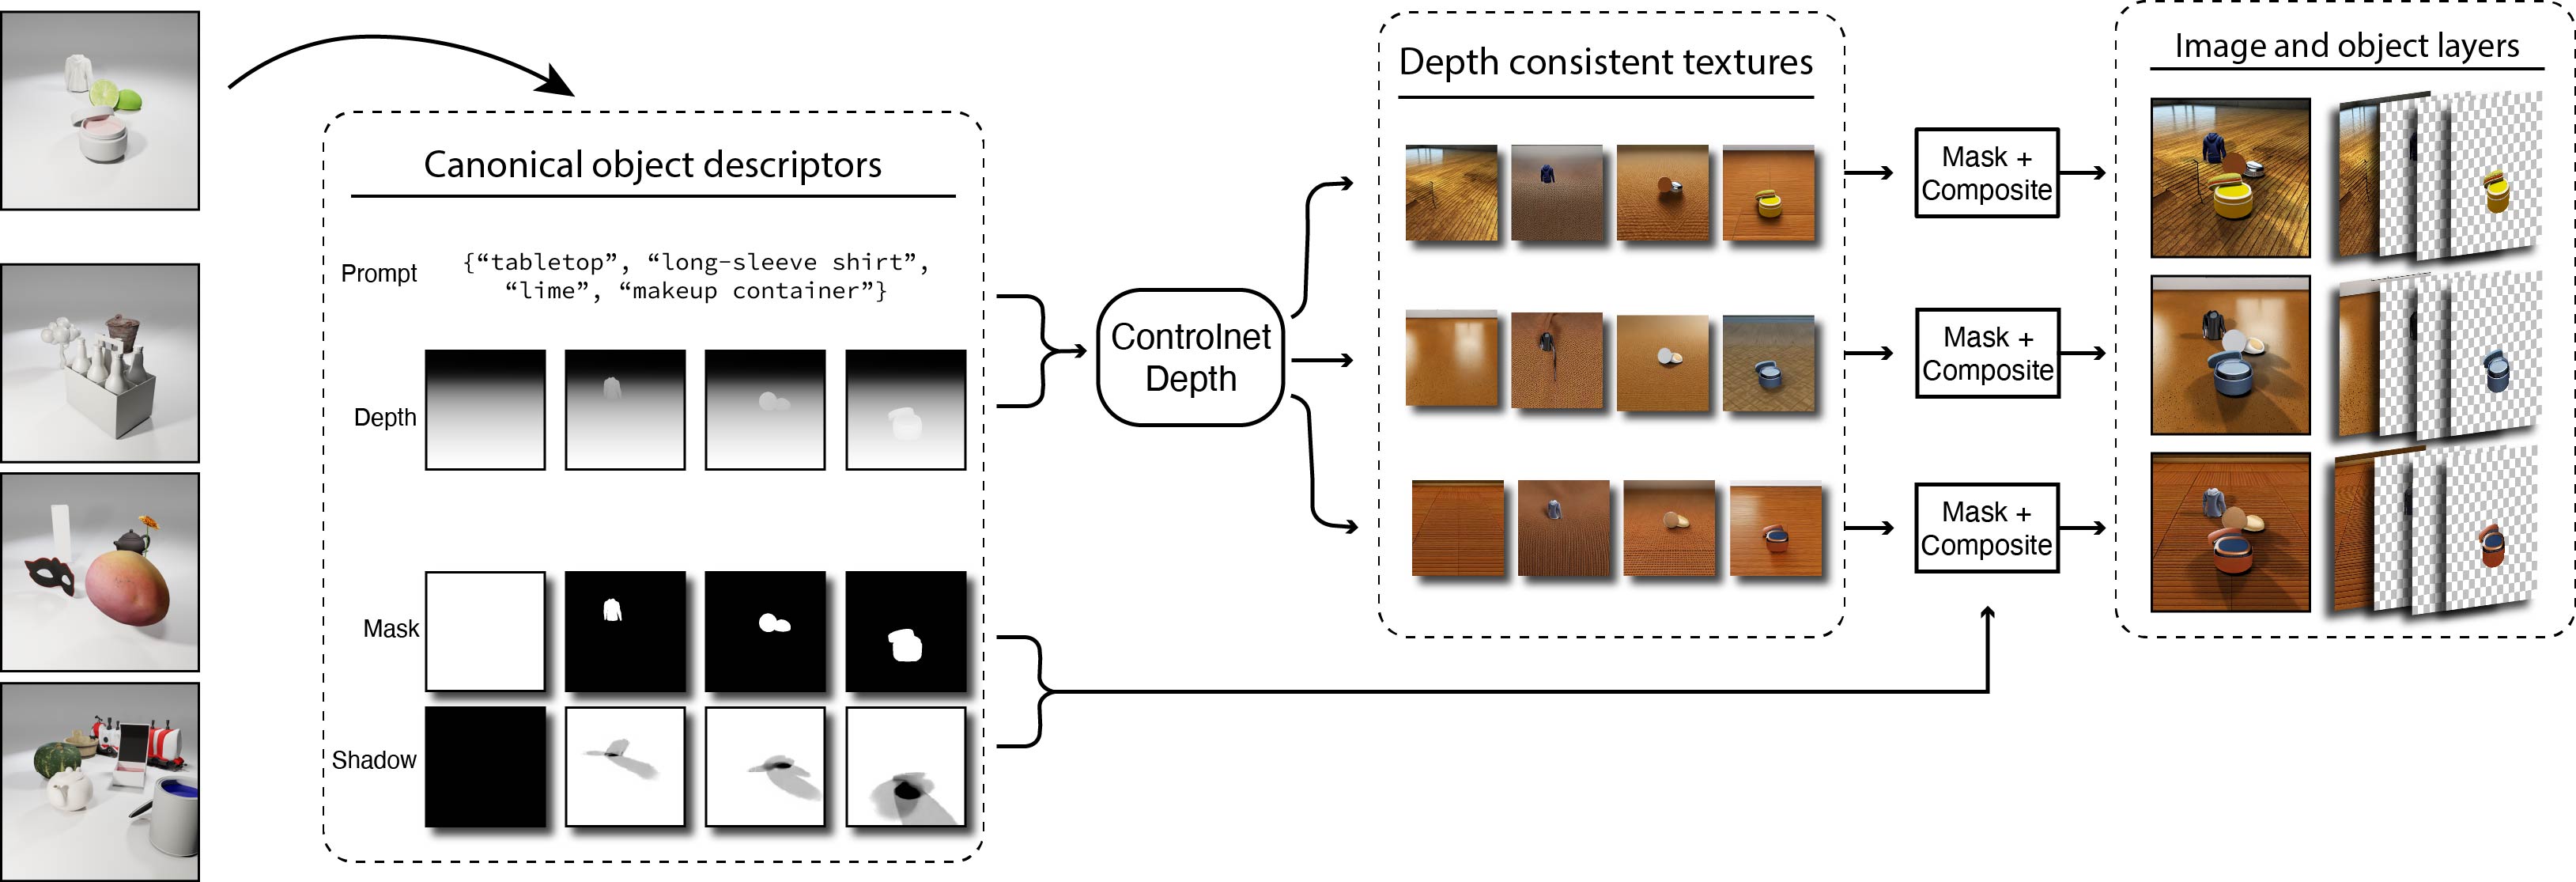 Canonical object descriptors
Prompt
{“tabletop”, “long-sleeve shirt”,
“lime”, “makeup container”}
Depth
Mask
Shadow
Controlnet
Depth
Depth consistent textures
Mask +
Composite
Mask +
Composite
Mask +
Composite
Image and object layers